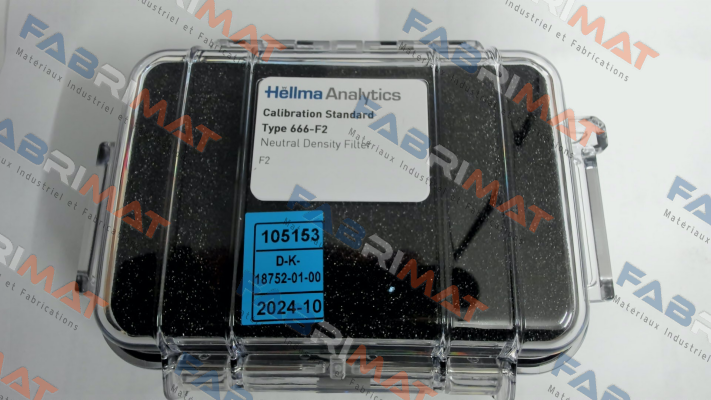 Hellma Analytics
Calibration Standard
Type 666-F2
Neutral Density Filter
F2
105153
D-K-
18752-01-00
2024-10
FABRIMAT
Matériaux Industriel et Fabrications